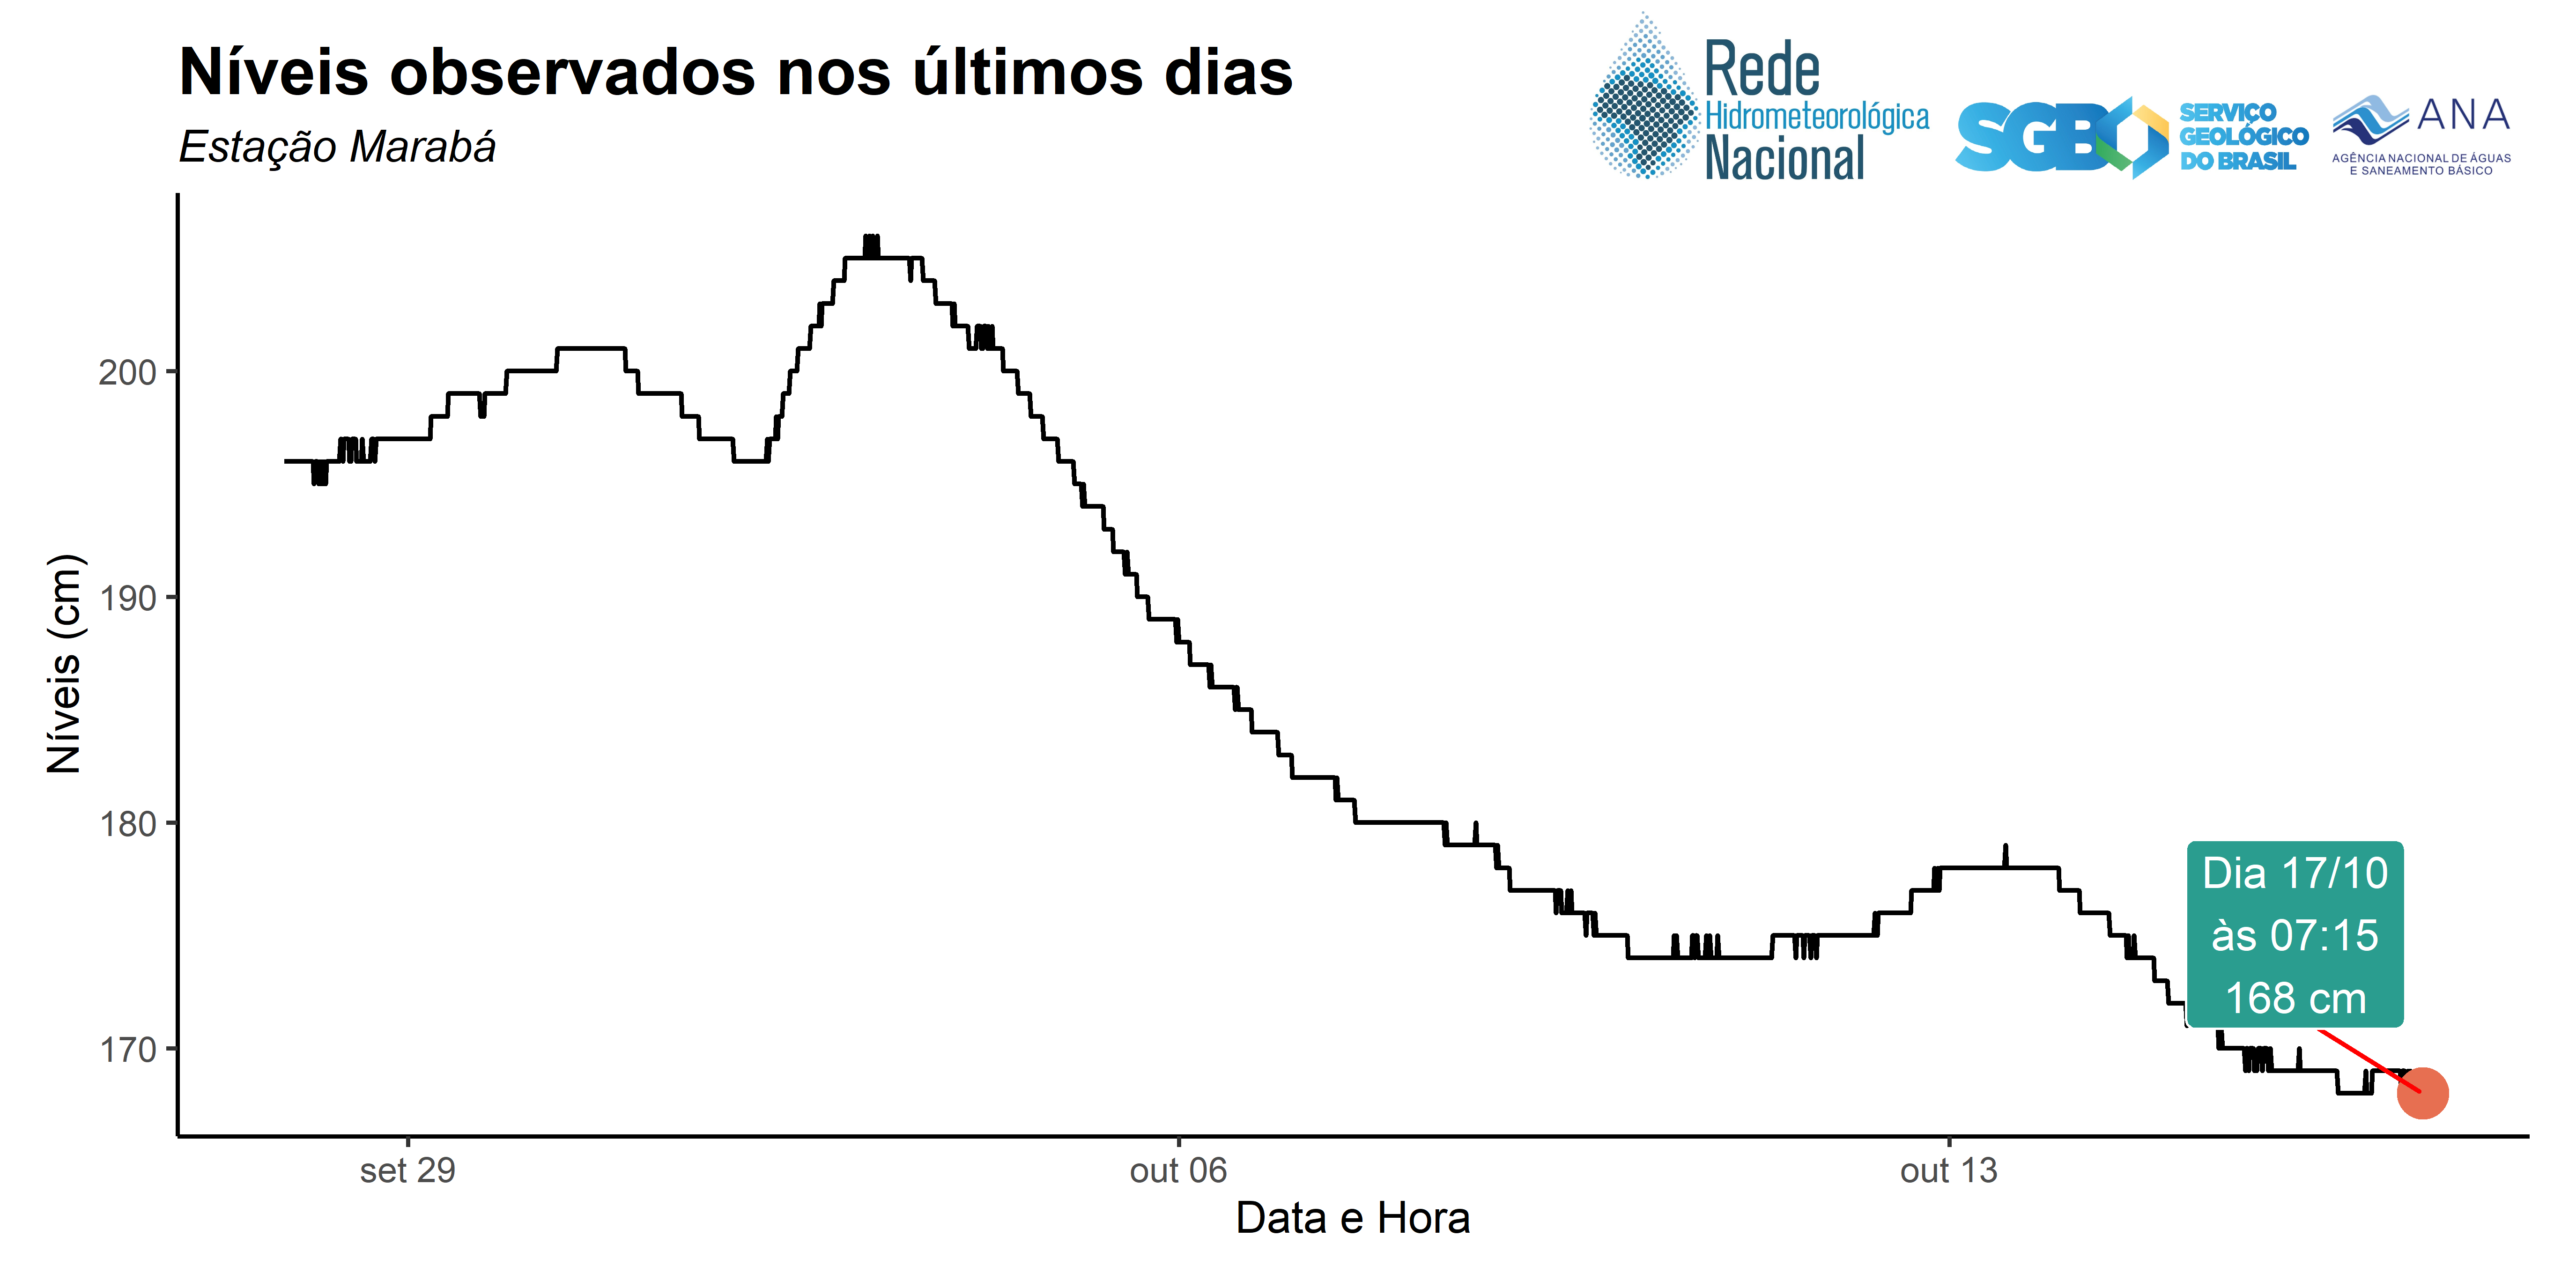 Níveis observados nos últimos dias
Estação Marabá
Rede
Hidrometeorológica
Nacional
SGB
SERVIÇO
GEOLÓGICO
DO BRASIL
ANA
AGÊNCIA NACIONAL DE ÁGUAS
E SANEAMENTO BÁSICO
Níveis (cm)
200
190
180
170
Dia 17/10
às 07:15
168 cm
set 29
out 06
out 13
Data e Hora